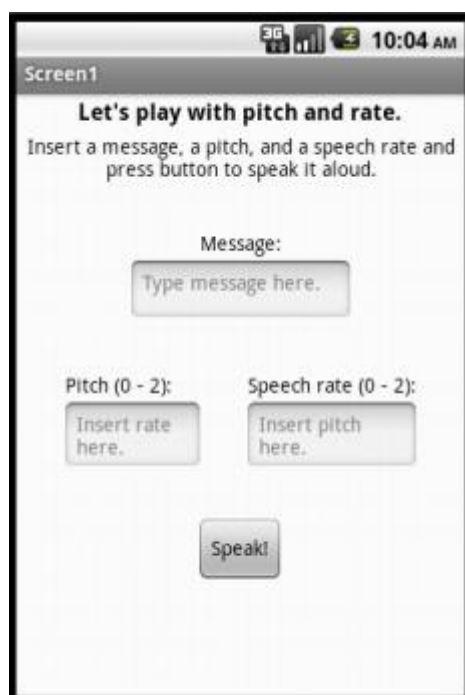 3G
10:04 AM
Screen1
Let's play with pitch and rate.
Insert a message, a pitch, and a speech rate and
press button to speak it aloud.
Message:
Type message here.
Pitch (0 - 2):
Speech rate (0 - 2):
Insert rate
here.
Insert pitch
here.
Speak!